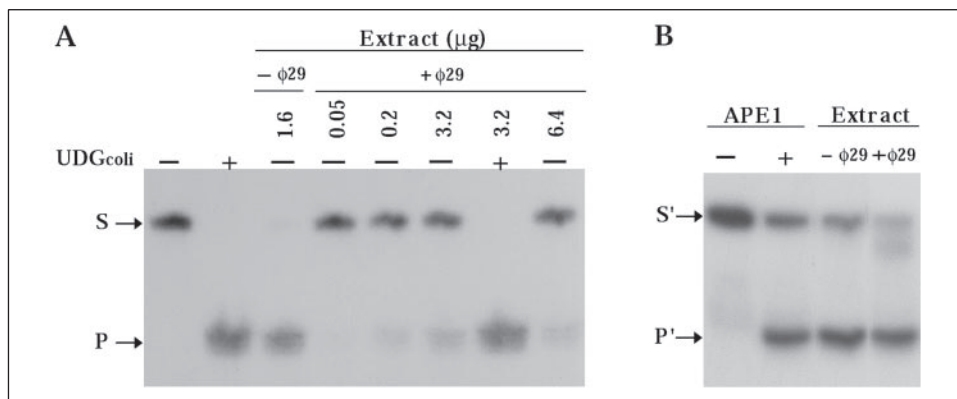 A
Extract (μg)
– ϕ29
+ ϕ29
1.6
0.05
0.2
3.2
3.2
6.4
UDGcoli
– + – – – – + –
S
P
B
APE1
Extract
– + – ϕ29 +ϕ29
S'
P'